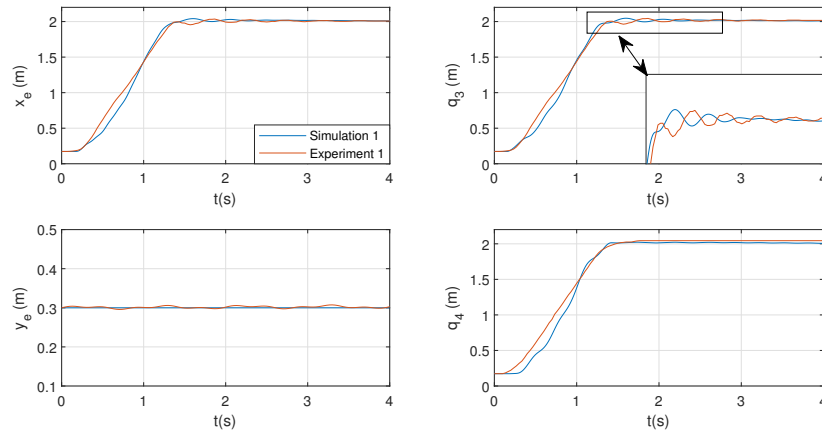 2
1.5
1
0.5
0
x_e (m)
Simulation 1
Experiment 1
0 1 2 3 4
t(s)
2
1.5
1
0.5
0
q_3 (m)
0 1 2 3 4
t(s)
0.5
0.4
0.3
0.2
0.1
y_e (m)
0 1 2 3 4
t(s)
2
1.5
1
0.5
0
q_4 (m)
0 1 2 3 4
t(s)